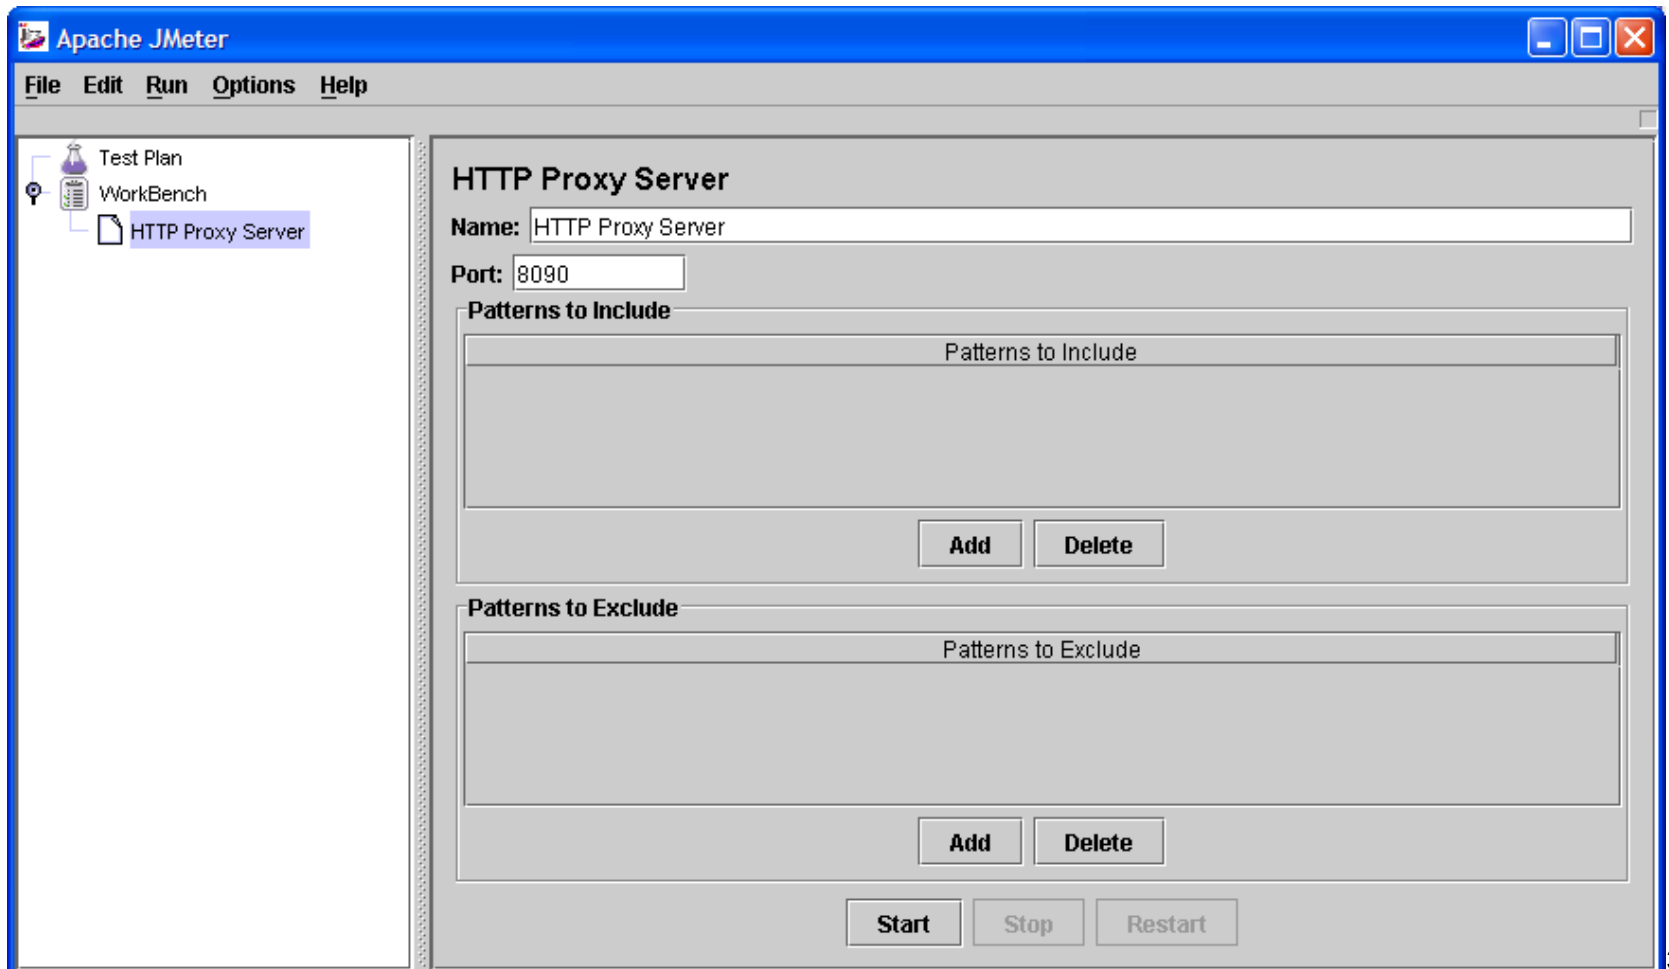 Apache JMeter
File Edit Run Options Help
Test Plan
WorkBench
HTTP Proxy Server
HTTP Proxy Server
Name: HTTP Proxy Server
Port: 8090
Patterns to Include
Patterns to Include
Add Delete
Patterns to Exclude
Patterns to Exclude
Add Delete
Start Stop Restart